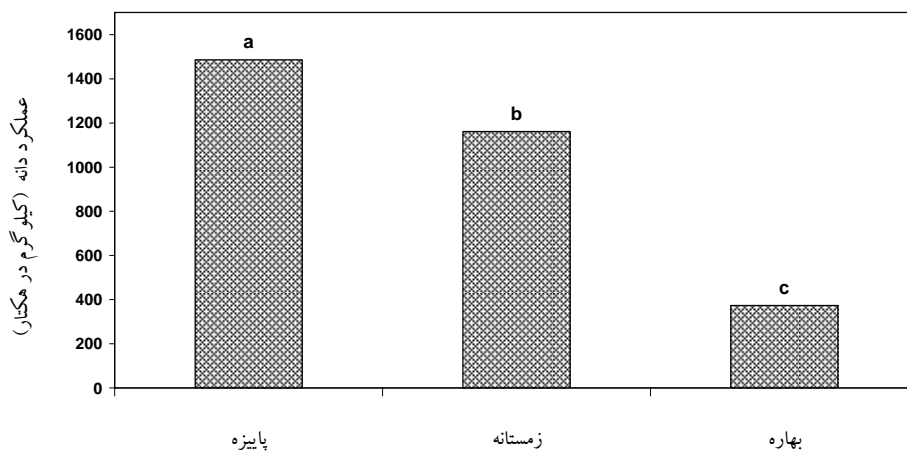 عملکرد دانه (کیلوگرم در هکتار)
1600
1400
1200
1000
800
600
400
200
0
a
b
c
پاییزه
زمستانه
بهاره